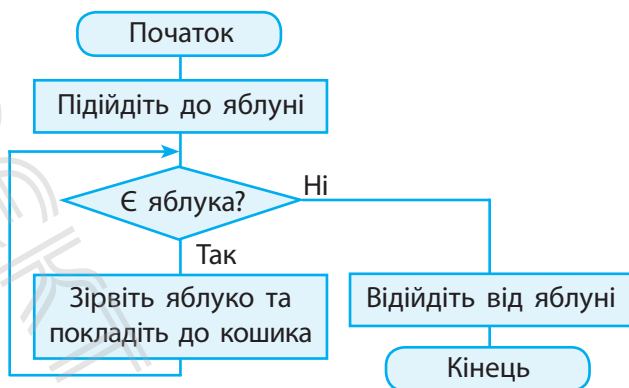 Початок
Підійдіть до яблуні
Є яблука?
Ні
Так
Зірвіть яблуко та
покладіть до кошика
Відійдіть від яблуні
Кінець